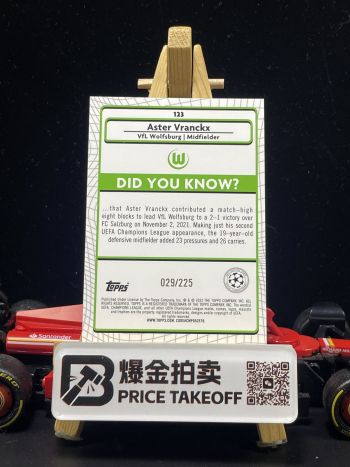 123
Aster Vranckx
VfL Wolfsburg | Midfielder
DID YOU KNOW?
...that Aster Vranckx contributed a match-high
eight blocks to lead VfL Wolfsburg to a 2–1 victory over
FC Salzburg on November 2, 2021. Making just his second
UEFA Champions League appearance, the 19-year-old
defensive midfielder added 23 pressures and 26 carries.
Topps
029/225
Santander
爆金拍卖
PRICE TAKEOFF